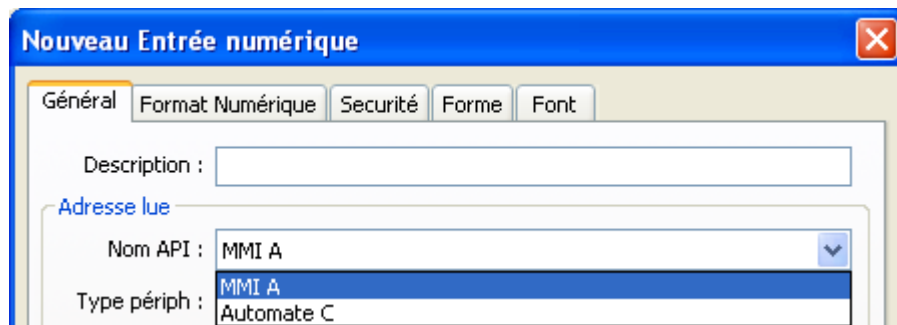 Nouveau Entrée numérique
Général Format Numérique Securité Forme Font
Description :
Adresse lue
Nom API : MMI A
MMI A
Type périph :
Automate C